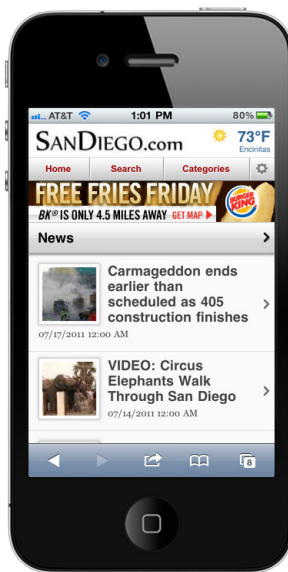 AT&T 1:01 PM 80%
SANDIEGO.com 73°F
Encinitas
Home Search Categories
FREE FRIES FRIDAY
BK® IS ONLY 4.5 MILES AWAY GET MAP
BURGER
KING
News
Carmageddon ends
earlier than
scheduled as 405
construction finishes
07/17/2011 12:00 AM
VIDEO: Circus
Elephants Walk
Through San Diego
07/14/2011 12:00 AM
8